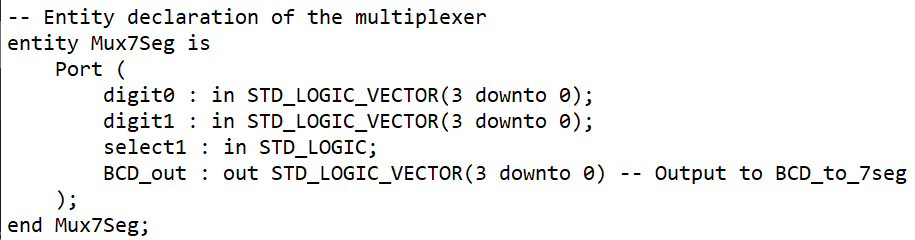 -- Entity declaration of the multiplexer
entity Mux7Seg is
    Port (
        digit0 : in STD_LOGIC_VECTOR(3 downto 0);
        digit1 : in STD_LOGIC_VECTOR(3 downto 0);
        select1 : in STD_LOGIC;
        BCD_out : out STD_LOGIC_VECTOR(3 downto 0) -- Output to BCD_to_7seg
    );
end Mux7Seg;